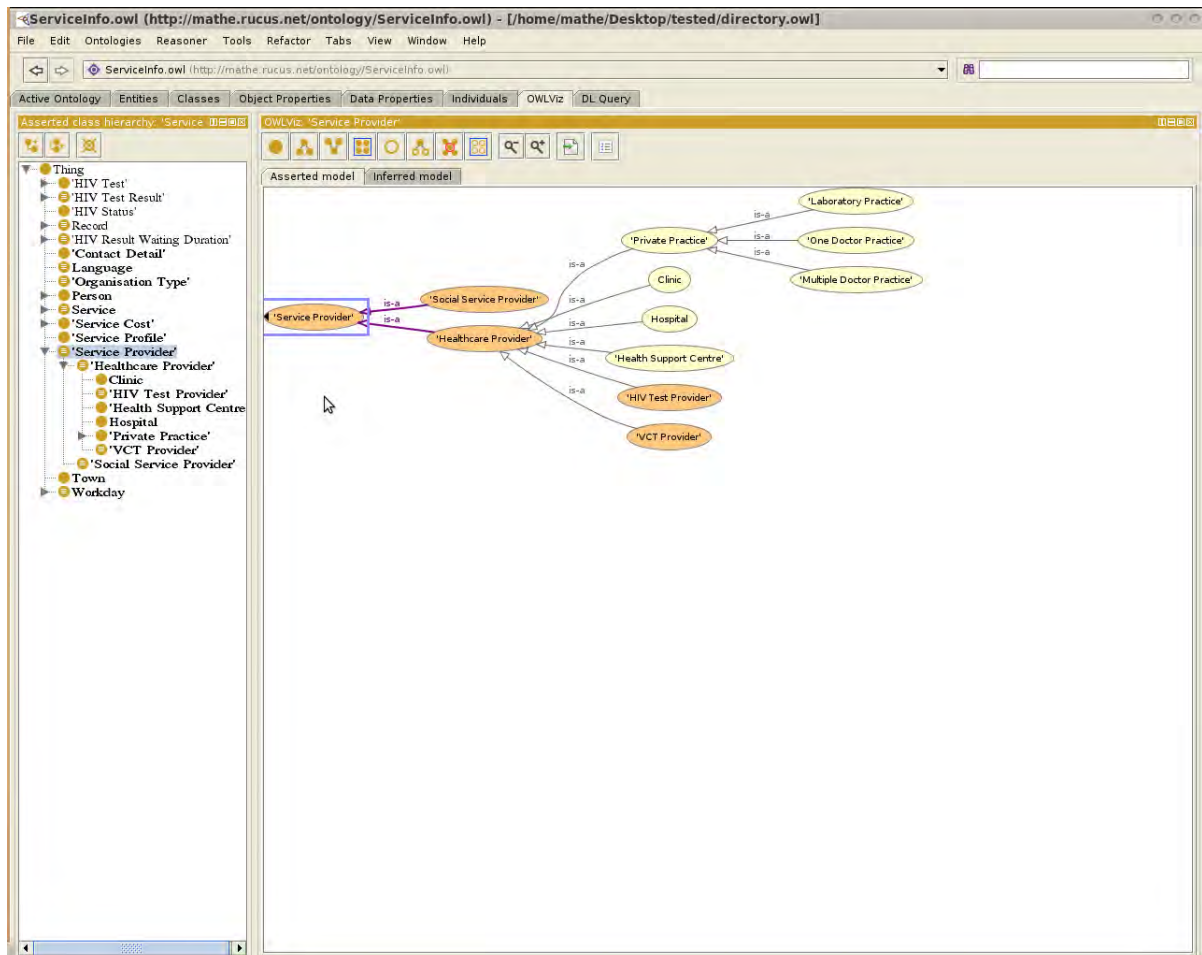 ServiceInfo.owl (http://mathe.rucus.net/ontology/ServiceInfo.owl) - [/home/mathe/Desktop/tested/directory.owl]
File Edit Ontologies Reasoner Tools Refactor Tabs View Window Help
ServiceInfo.owl (http://mathe.rucus.net/ontology/ServiceInfo.owl)
Active Ontology Entities Classes Object Properties Data Properties Individuals OWLViz DL Query
Asserted class hierarchy: 'Service
Thing
'HIV Test'
'HIV Test Result'
'HIV Status'
Record
'HIV Result Waiting Duration'
'Contact Detail'
Language
'Organisation Type'
Person
Service
'Service Cost'
'Service Profile'
'Service Provider'
'Healthcare Provider'
Clinic
'HIV Test Provider'
'Health Support Centre
Hospital
'Private Practice'
'VCT Provider'
'Social Service Provider'
Town
Workday
OWLViz: 'Service Provider'
Asserted model Inferred model
'Laboratory Practice'
is-a
'Private Practice' is-a 'One Doctor Practice'
is-a
is-a Clinic 'Multiple Doctor Practice'
'Social Service Provider' is-a
is-a
'Service Provider' is-a Hospital
is-a
'Healthcare Provider'
is-a 'Health Support Centre'
is-a
is-a 'HIV Test Provider'
'VCT Provider'